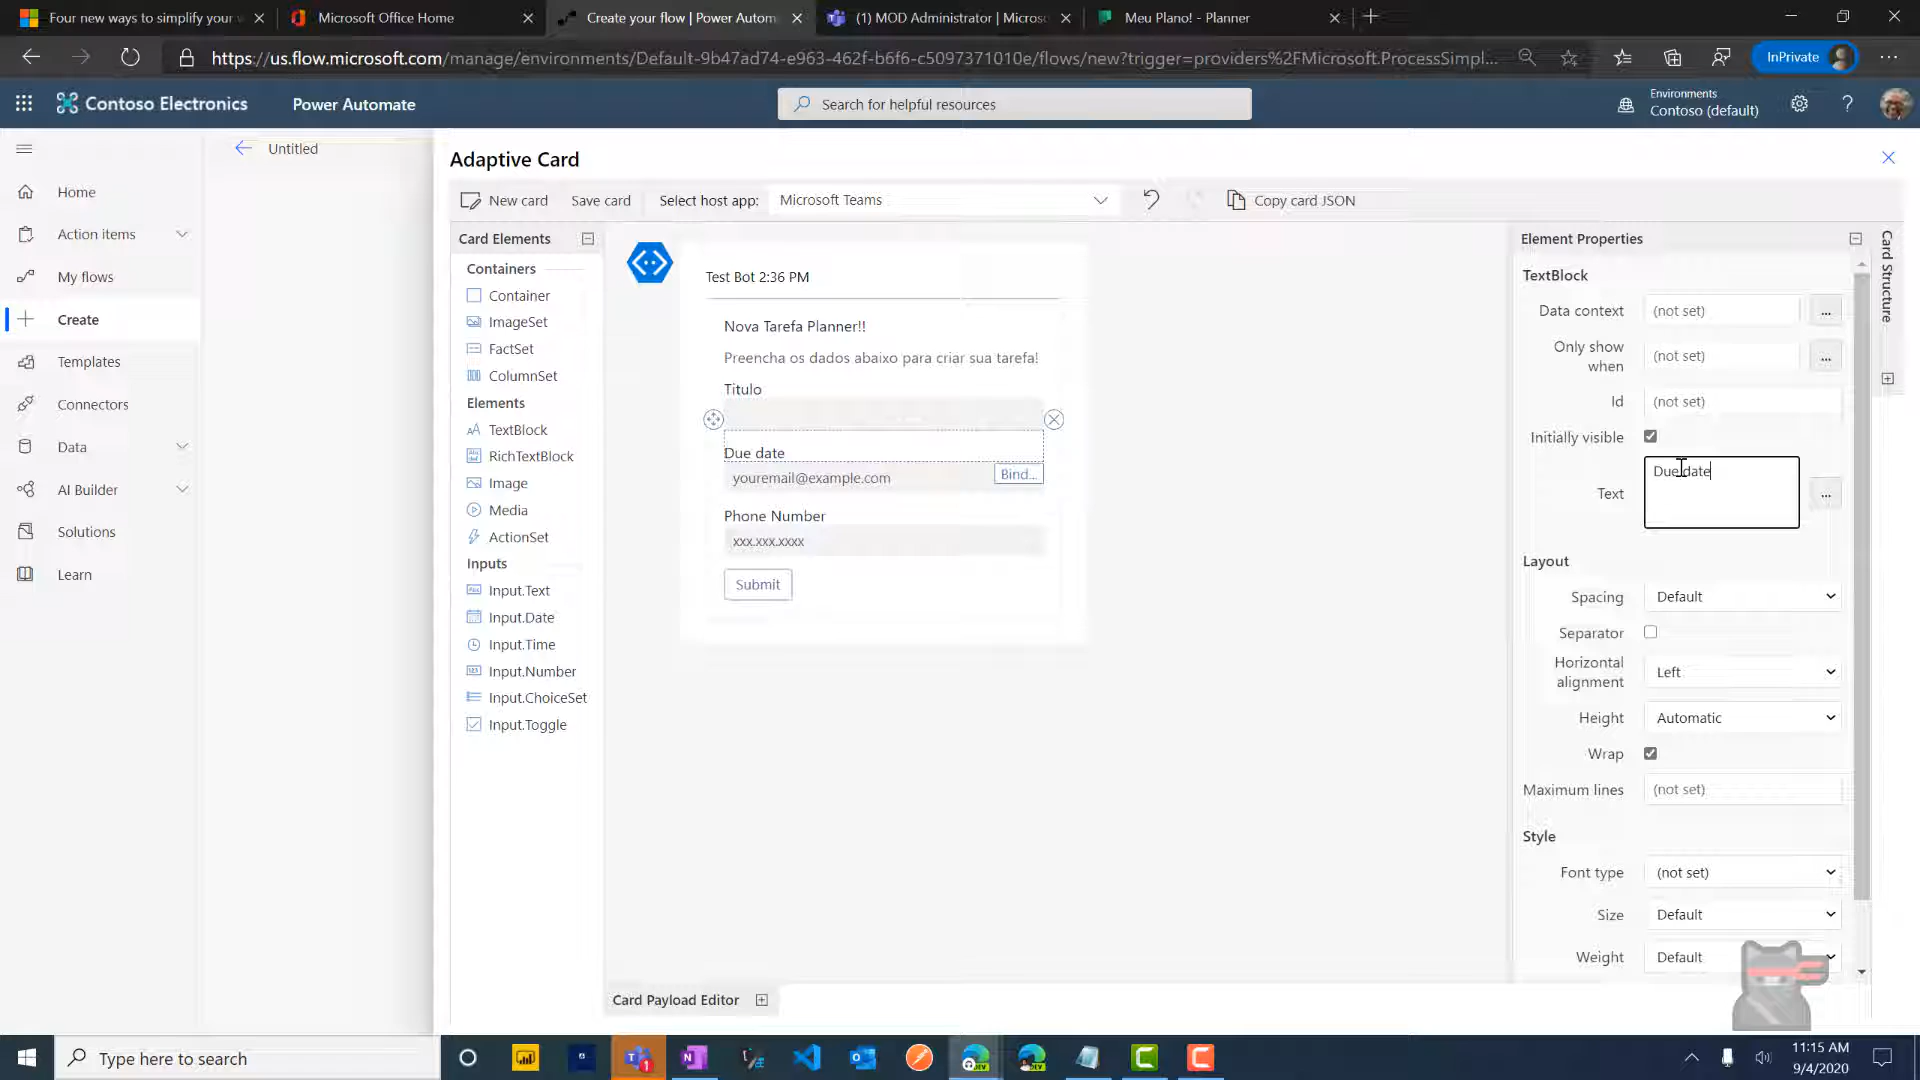 Four new ways to simplify your w
Microsoft Office Home
Create your flow | Power Autom
(1) MOD Administrator | Microso
Meu Plano! - Planner
https://us.flow.microsoft.com/manage/environments/Default-9b47ad74-e963-462f-b6f6-c5097371010e/flows/new?trigger=providers%2FMicrosoft.ProcessSimpl...
InPrivate
Contoso Electronics
Power Automate
Search for helpful resources
Environments
Contoso (default)
Untitled
Home
Action items
My flows
Create
Templates
Connectors
Data
AI Builder
Solutions
Learn
Adaptive Card
New card
Save card
Select host app:
Microsoft Teams
Copy card JSON
Card Elements
Containers
Container
ImageSet
FactSet
ColumnSet
Elements
TextBlock
RichTextBlock
Image
Media
ActionSet
Inputs
Input.Text
Input.Date
Input.Time
Input.Number
Input.ChoiceSet
Input.Toggle
Test Bot 2:36 PM
Nova Tarefa Planner!!
Preencha os dados abaixo para criar sua tarefa!
Titulo
Due date
youremail@example.com
Bind...
Phone Number
xxx.xxx.xxxx
Submit
Card Payload Editor
Element Properties
Card Structure
TextBlock
Data context
(not set)
...
Only show when
(not set)
...
Id
(not set)
Initially visible
Text
Due date
...
Layout
Spacing
Default
Separator
Horizontal alignment
Left
Height
Automatic
Wrap
Maximum lines
(not set)
Style
Font type
(not set)
Size
Default
Weight
Default
Type here to search
11:15 AM
9/4/2020